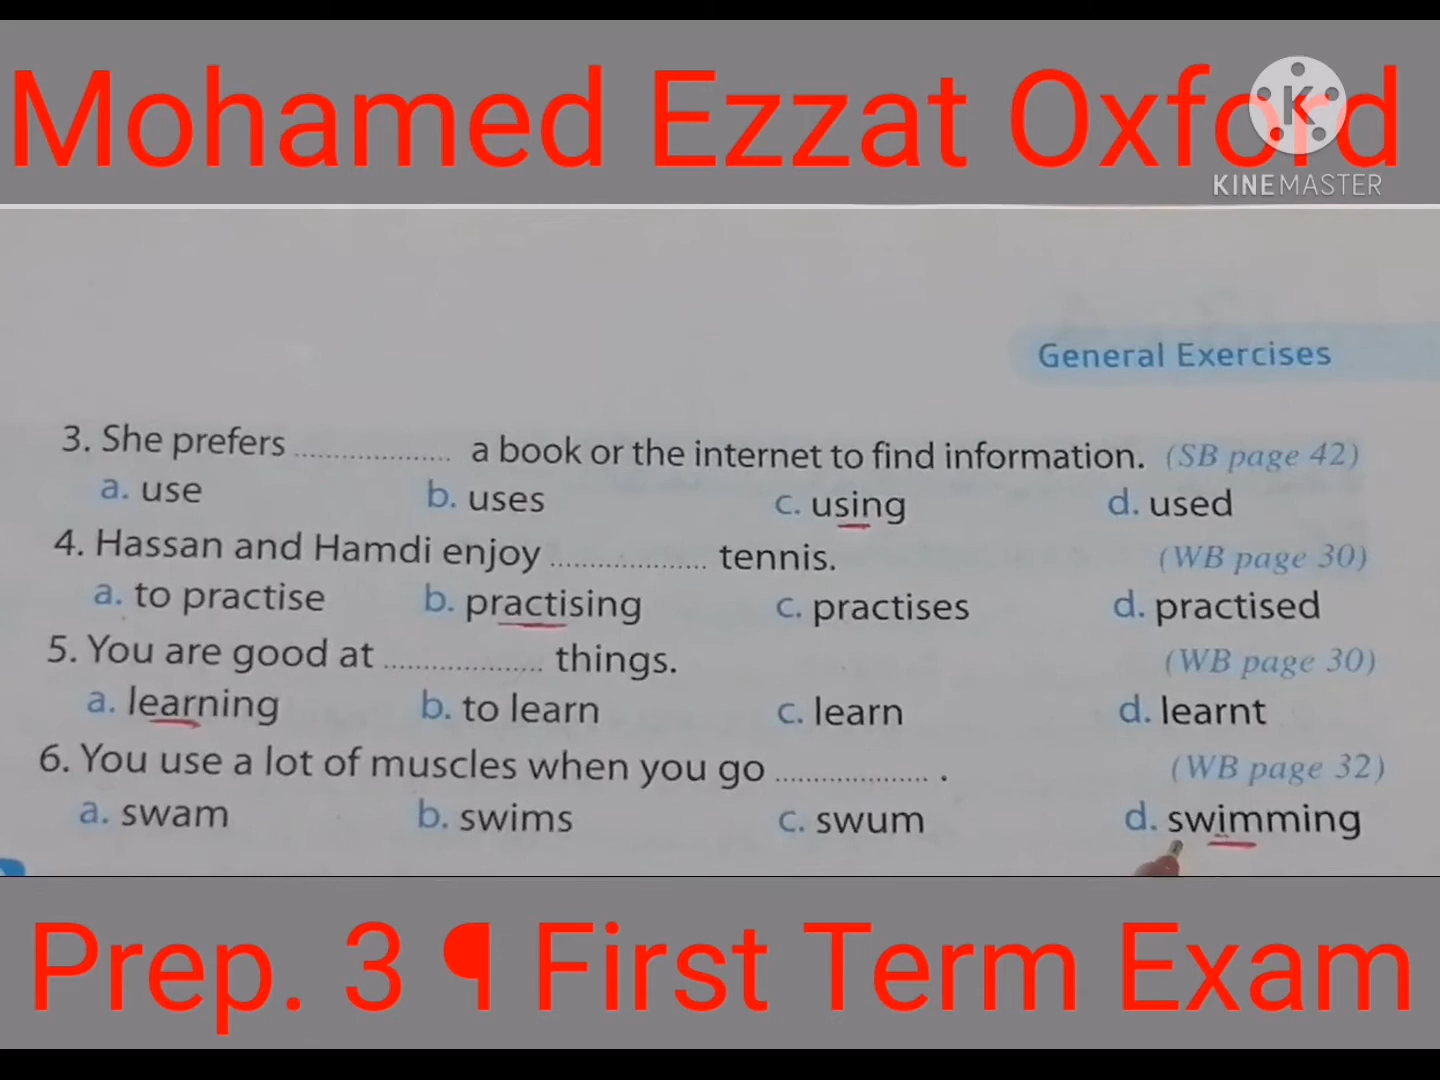 Mohamed Ezzat Oxford
KINEMASTER
General Exercises
3. She prefers .................... a book or the internet to find information. (SB page 42)
a. use b. uses c. using d. used
4. Hassan and Hamdi enjoy .................... tennis. (WB page 30)
a. to practise b. practising c. practises d. practised
5. You are good at .................... things. (WB page 30)
a. learning b. to learn c. learn d. learnt
6. You use a lot of muscles when you go .................... . (WB page 32)
a. swam b. swims c. swum d. swimming
Prep. 3 ¶ First Term Exam